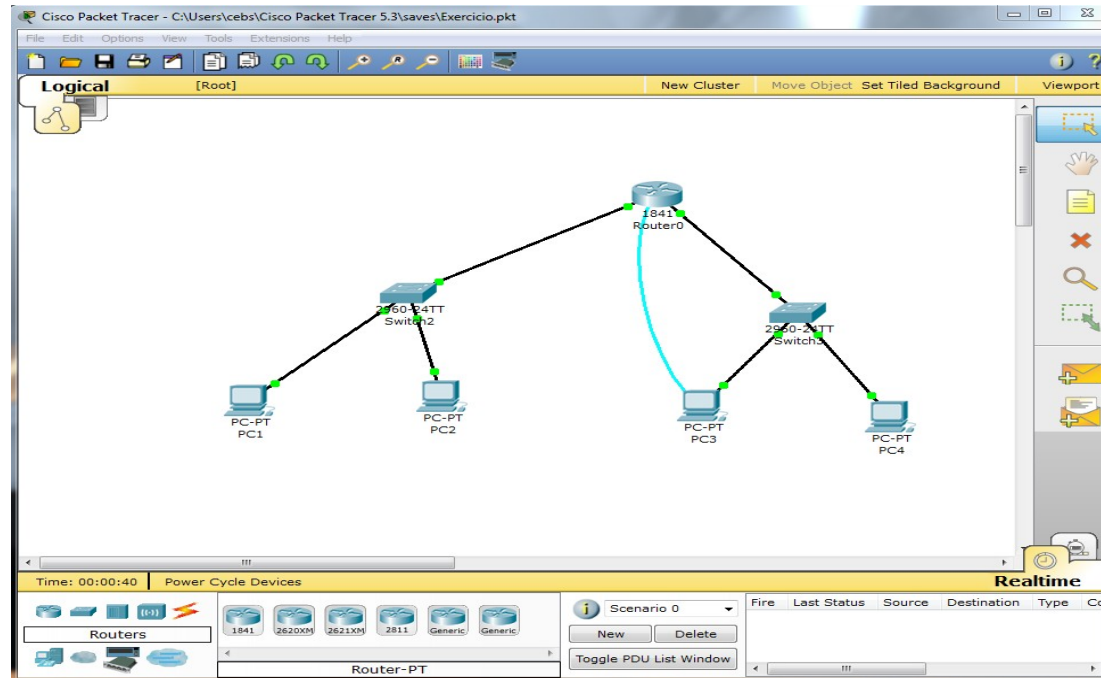 Cisco Packet Tracer - C:\Users\cebs\Cisco Packet Tracer 5.3\saves\Exercicio.pkt
File Edit Options View Tools Extensions Help
Logical [Root] New Cluster Move Object Set Tiled Background Viewport
1841
Router0
2960-24TT
Switch2
2960-24TT
Switch3
PC-PT
PC1
PC-PT
PC2
PC-PT
PC3
PC-PT
PC4
Time: 00:00:40 Power Cycle Devices Realtime
Routers
1841 2620XM 2621XM 2811 Generic Generic
Router-PT
Scenario 0
New Delete
Toggle PDU List Window
Fire Last Status Source Destination Type